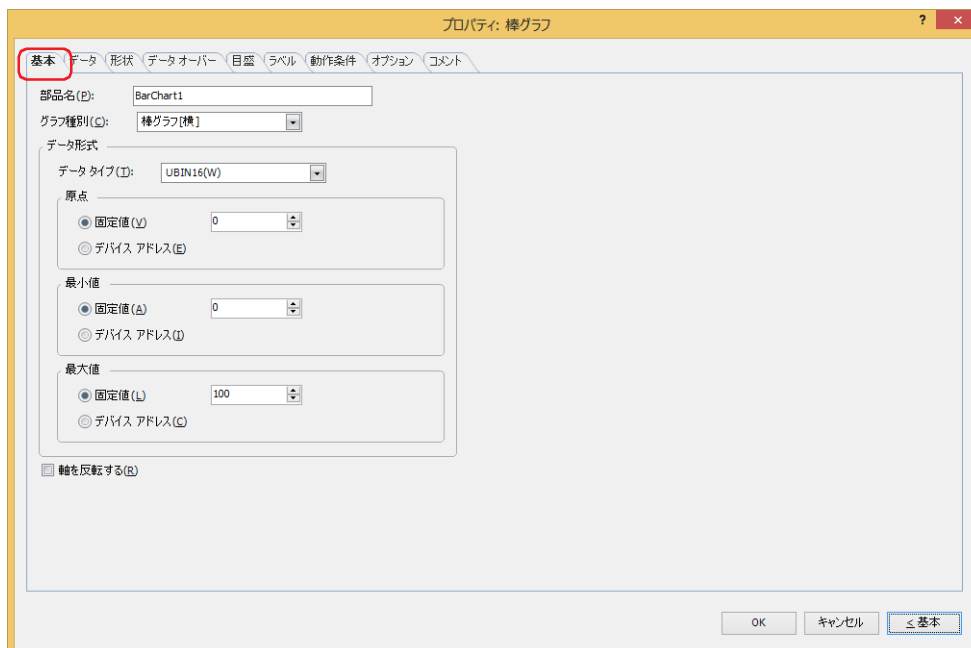 プロパティ: 棒グラフ
?
×
基本 データ 形状 データ オーバー 目盛 ラベル 動作条件 オプション コメント
部品名(P): BarChart1
グラフ種別(C): 棒グラフ[横]
データ形式
データ タイプ(T): UBIN16(W)
原点
固定値(V) 0
デバイス アドレス(E)
最小値
固定値(A) 0
デバイス アドレス(I)
最大値
固定値(L) 100
デバイス アドレス(C)
軸を反転する(R)
OK キャンセル < 基本